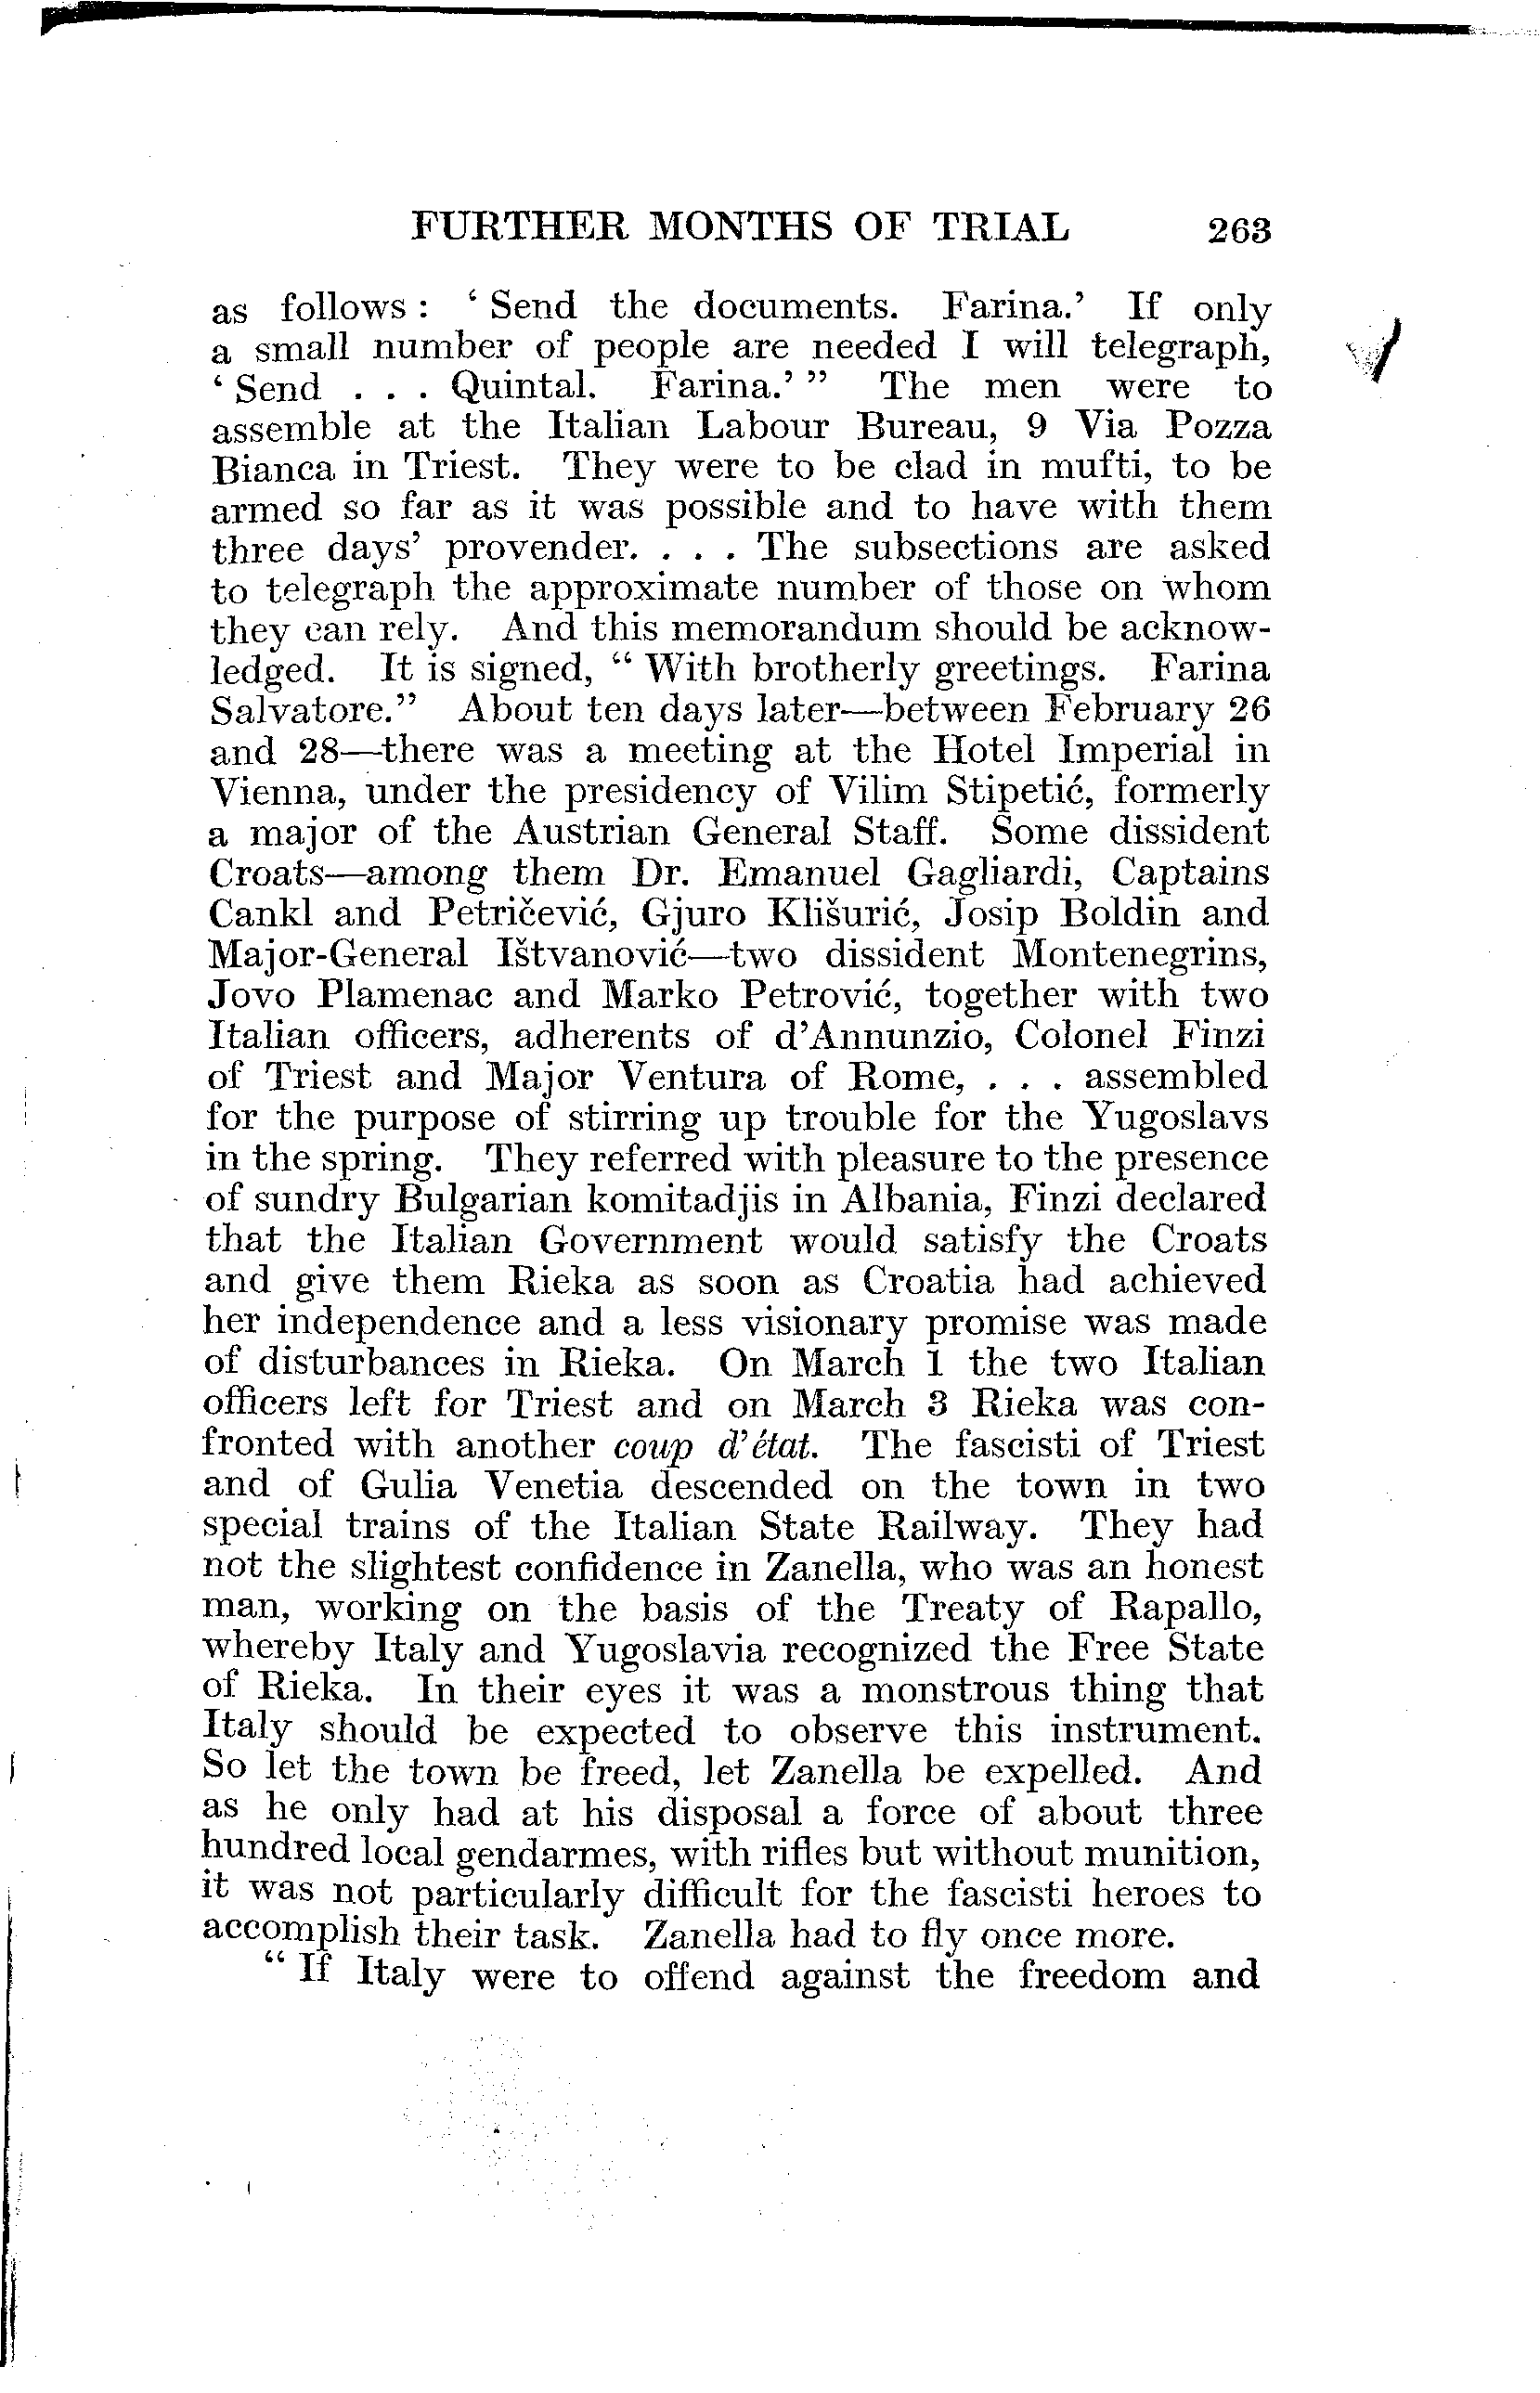 FURTHER MONTHS OF TRIAL 263
as follows : ‘ Send the documents. Farina.’ If only
a small number of people are needed I will telegraph,
‘ Send . . . Quintal. Farina.’ ” The men were to
assemble at the Italian Labour Bureau, 9 Via Pozza
Bianca in Triest. They were to be clad in mufti, to be
armed so far as it was possible and to have with them
three days’ provender. . . . The subsections are asked
to telegraph the approximate number of those on whom
they can rely. And this memorandum should be acknow-
ledged. It is signed, “ With brotherly greetings. Farina
Salvatore.” About ten days later—between February 26
and 28—there was a meeting at the Hotel Imperial in
Vienna, under the presidency of Vilim Stipetić, formerly
a major of the Austrian General Staff. Some dissident
Croats—among them Dr. Emanuel Gagliardi, Captains
Cankl and Petričević, Gjuro Klišurić, Josip Boldin and
Major-General Ištvanović—two dissident Montenegrins,
Jovo Plamenac and Marko Petrović, together with two
Italian officers, adherents of d’Annunzio, Colonel Finzi
of Triest and Major Ventura of Rome, . . . assembled
for the purpose of stirring up trouble for the Yugoslavs
in the spring. They referred with pleasure to the presence
of sundry Bulgarian komitadjis in Albania, Finzi declared
that the Italian Government would satisfy the Croats
and give them Rieka as soon as Croatia had achieved
her independence and a less visionary promise was made
of disturbances in Rieka. On March 1 the two Italian
officers left for Triest and on March 3 Rieka was con-
fronted with another coup d’état. The fascisti of Triest
and of Gulia Venetia descended on the town in two
special trains of the Italian State Railway. They had
not the slightest confidence in Zanella, who was an honest
man, working on the basis of the Treaty of Rapallo,
whereby Italy and Yugoslavia recognized the Free State
of Rieka. In their eyes it was a monstrous thing that
Italy should be expected to observe this instrument.
So let the town be freed, let Zanella be expelled. And
as he only had at his disposal a force of about three
hundred local gendarmes, with rifles but without munition,
it was not particularly difficult for the fascisti heroes to
accomplish their task. Zanella had to fly once more.
“ If Italy were to offend against the freedom and